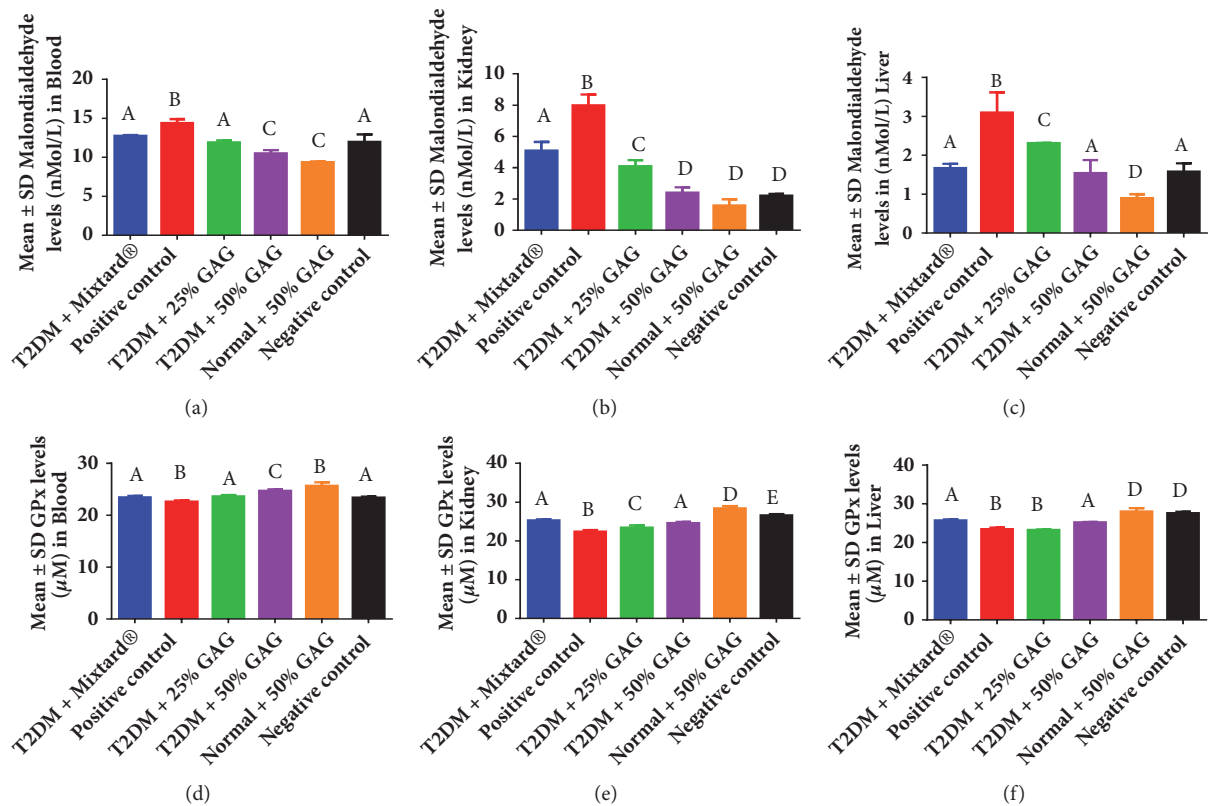 Mean ± SD Malondialdehyde
levels (nMol/L) in Blood
20
15
10
5
0
A
B
A
C
C
A
T2DM + Mixtard®
Positive control
T2DM + 25% GAG
T2DM + 50% GAG
Normal + 50% GAG
Negative control
(a)
Mean ± SD Malondialdehyde
levels (nMol/L) in Kidney
10
8
6
4
2
0
A
B
C
D
D
D
T2DM + Mixtard®
Positive control
T2DM + 25% GAG
T2DM + 50% GAG
Normal + 50% GAG
Negative control
(b)
Mean ± SD Malondialdehyde
levels in (nMol/L) Liver
4
3
2
1
0
A
B
C
A
D
A
T2DM + Mixtard®
Positive control
T2DM + 25% GAG
T2DM + 50% GAG
Normal + 50% GAG
Negative control
(c)
Mean ± SD GPx levels
(μM) in Blood
30
20
10
0
A
B
A
C
B
A
T2DM + Mixtard®
Positive control
T2DM + 25% GAG
T2DM + 50% GAG
Normal + 50% GAG
Negative control
(d)
Mean ± SD GPx levels
(μM) in Kidney
40
30
20
10
0
A
B
C
A
D
E
T2DM + Mixtard®
Positive control
T2DM + 25% GAG
T2DM + 50% GAG
Normal + 50% GAG
Negative control
(e)
Mean ± SD GPx levels
(μM) in Liver
40
30
20
10
0
A
B
B
A
D
D
T2DM + Mixtard®
Positive control
T2DM + 25% GAG
T2DM + 50% GAG
Normal + 50% GAG
Negative control
(f)